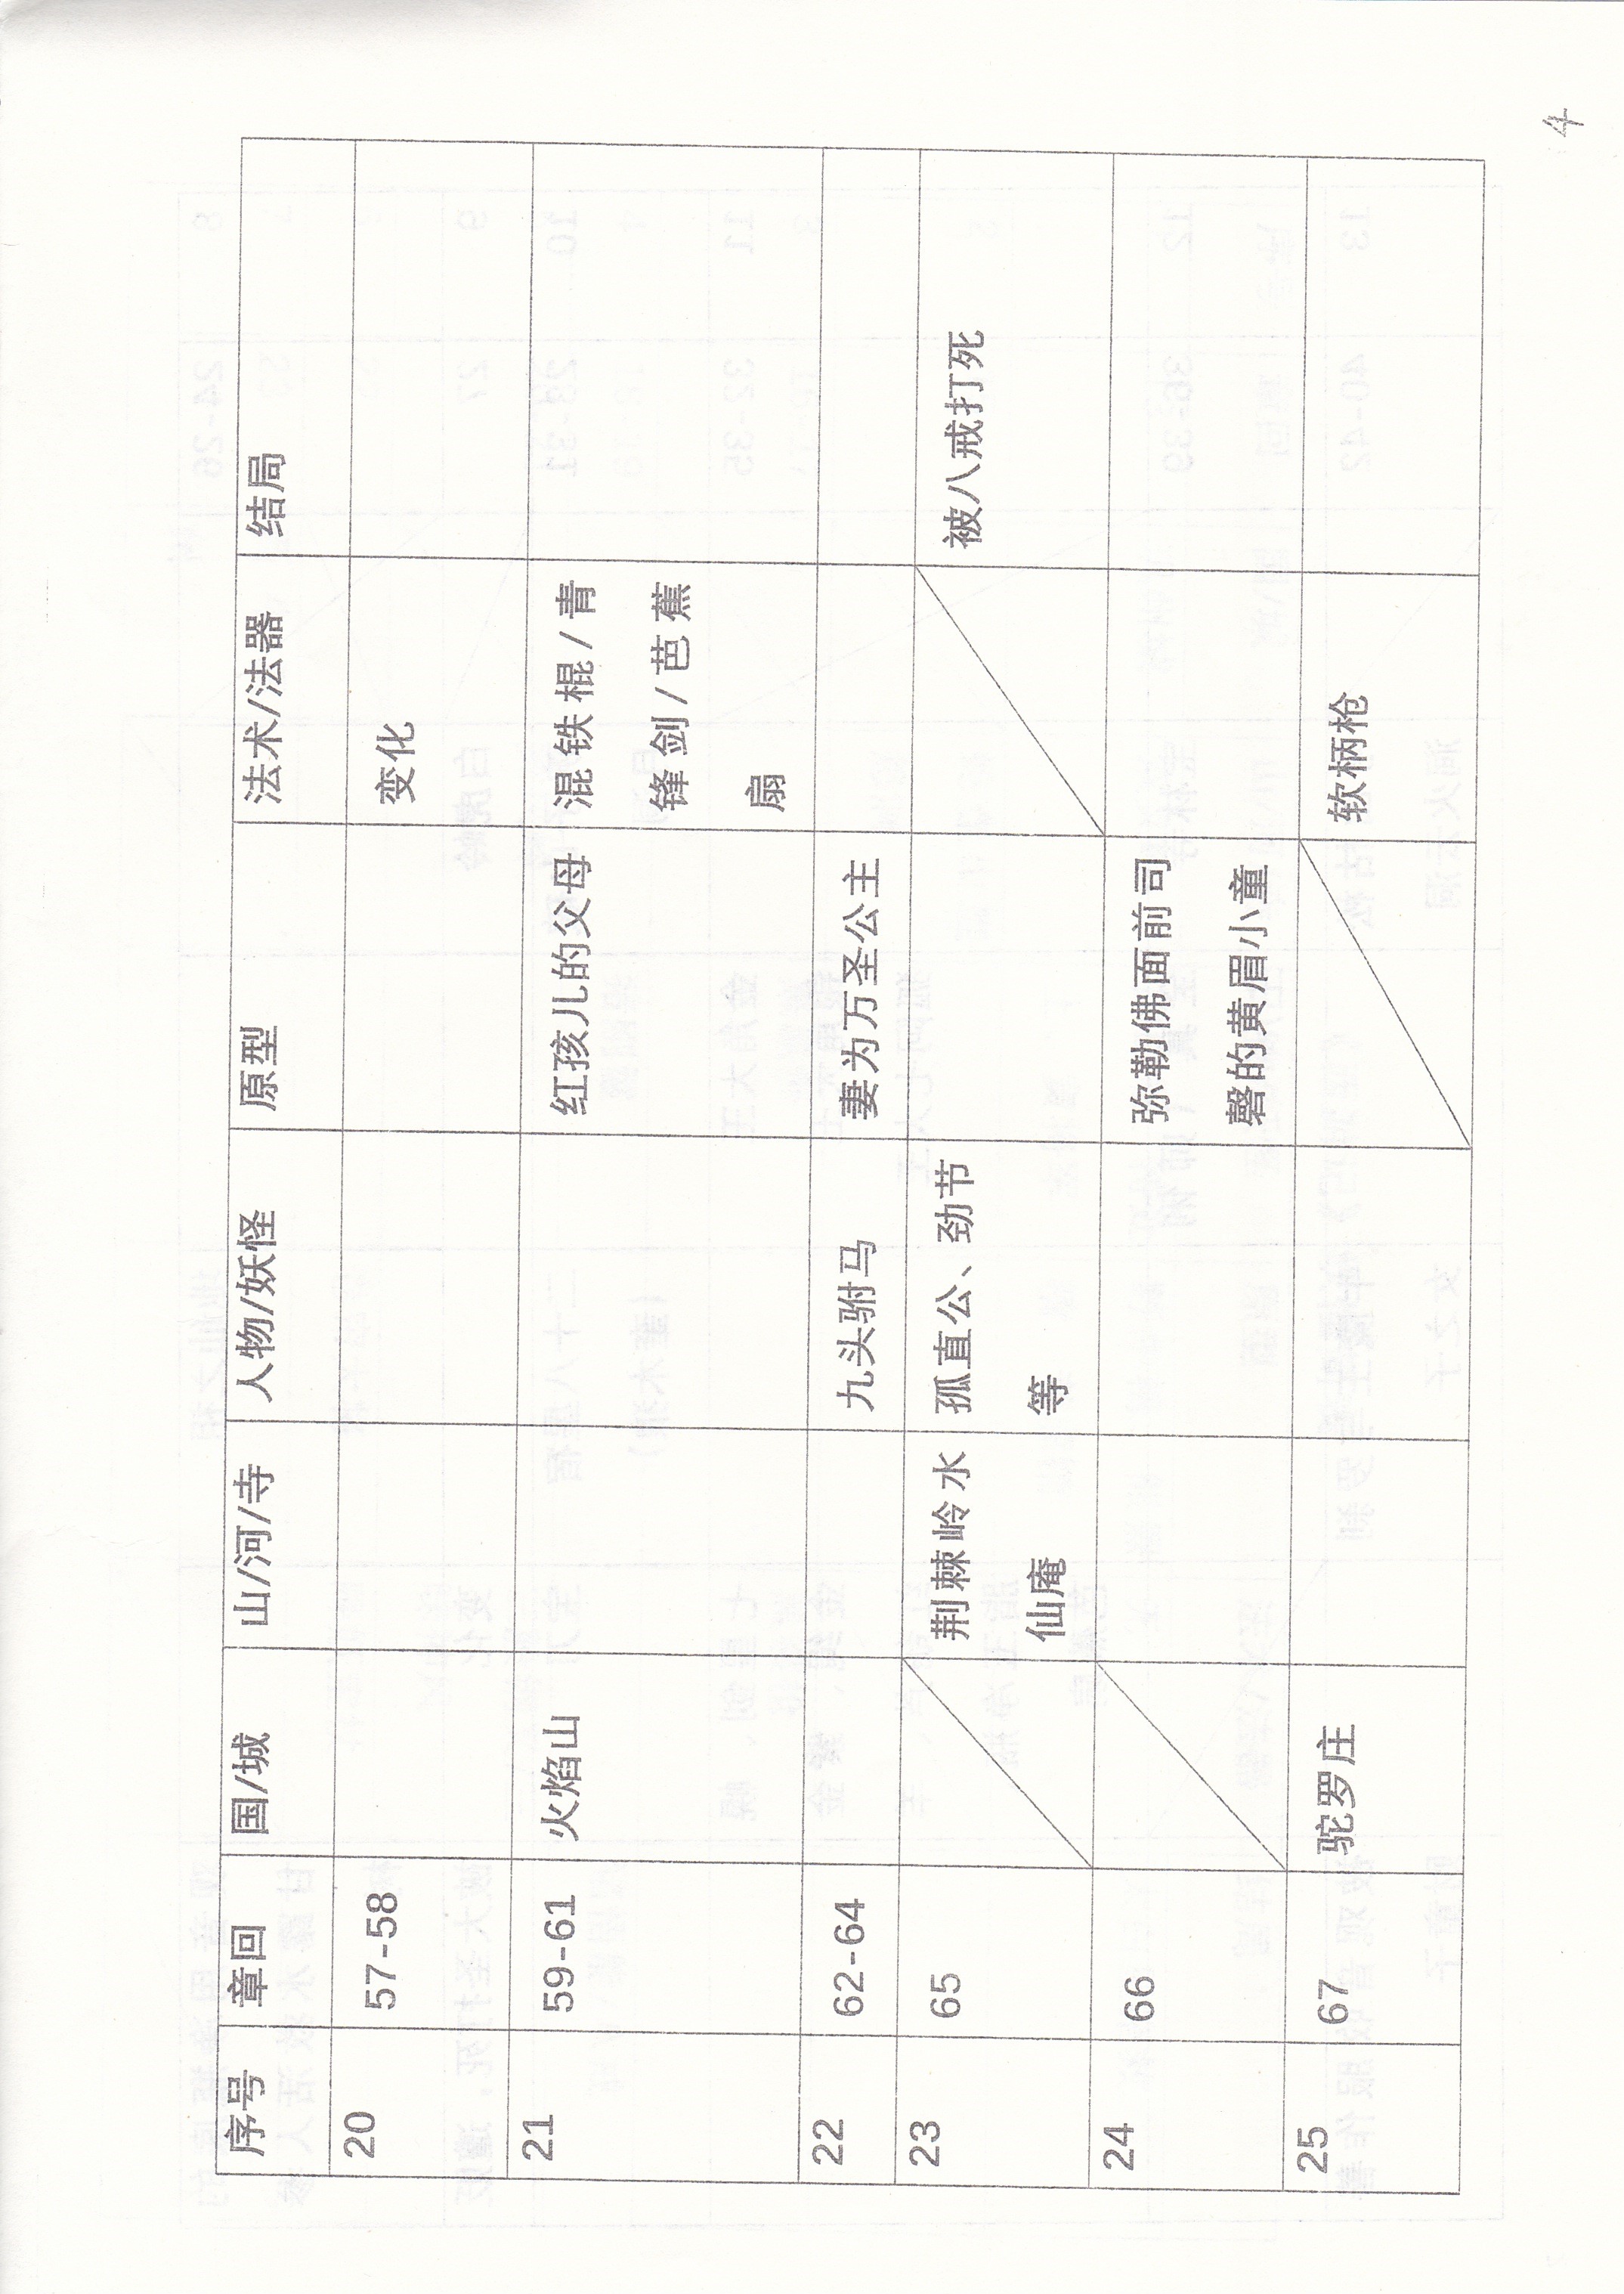 序号 章回 国/城 山/河/寺 人物/妖怪 原型 法术/法器 结局
20 57-58 变化
21 59-61 火焰山 红孩儿的父母 混铁棍/青
锋剑/芭蕉
扇
22 62-64 九头驸马 妻为万圣公主
23 65 荆棘岭水 孤直公、劲节 被八戒打死
仙庵 等
24 66 弥勒佛面前司
磬的黄眉小童
25 67 驼罗庄 软柄枪
4